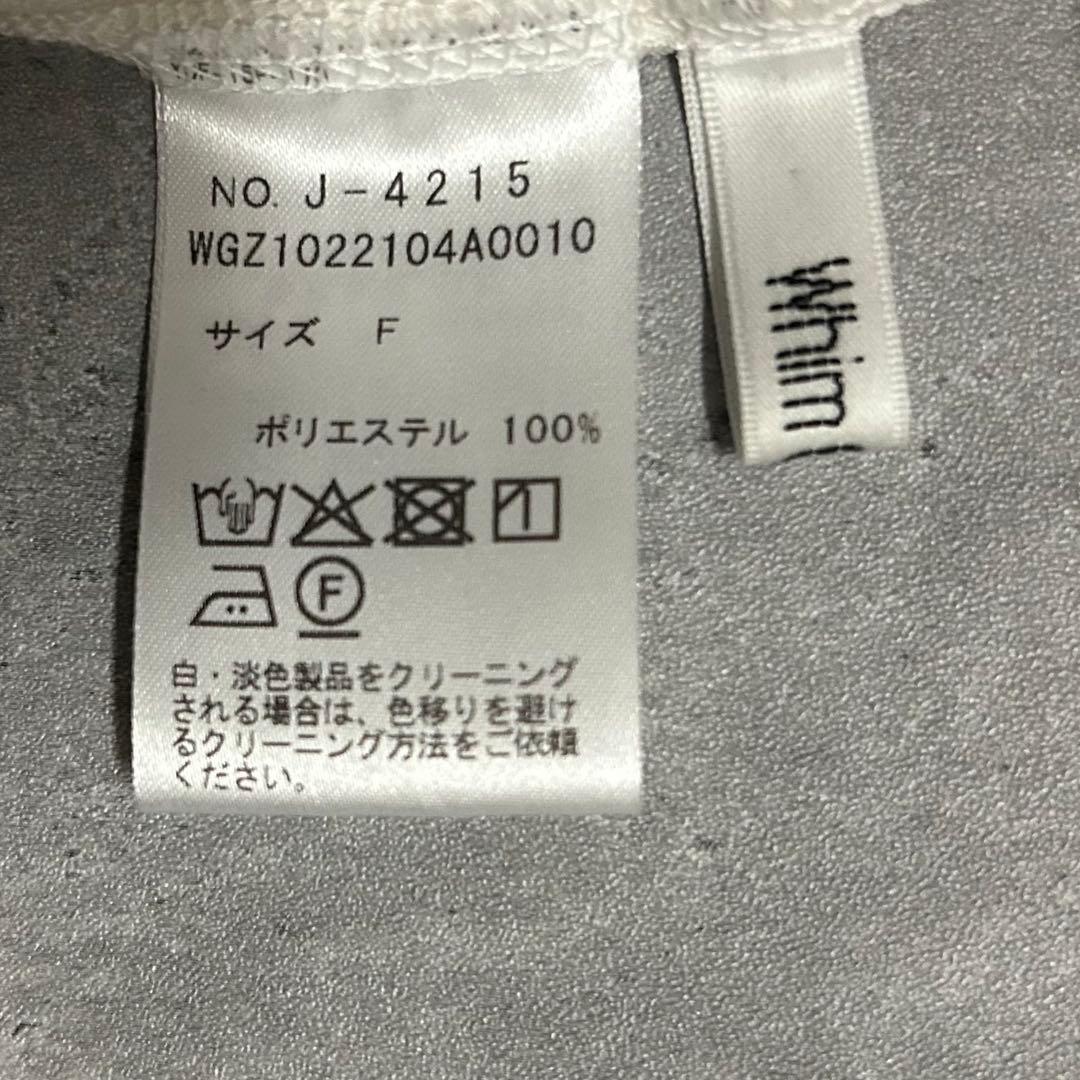 NO. J-4215
WGZ1022104A0010
サイズ F
ポリエステル 100%
F
白・淡色製品をクリーニング
される場合は、色移りを避け
るクリーニング方法をご依頼
ください。
Whim